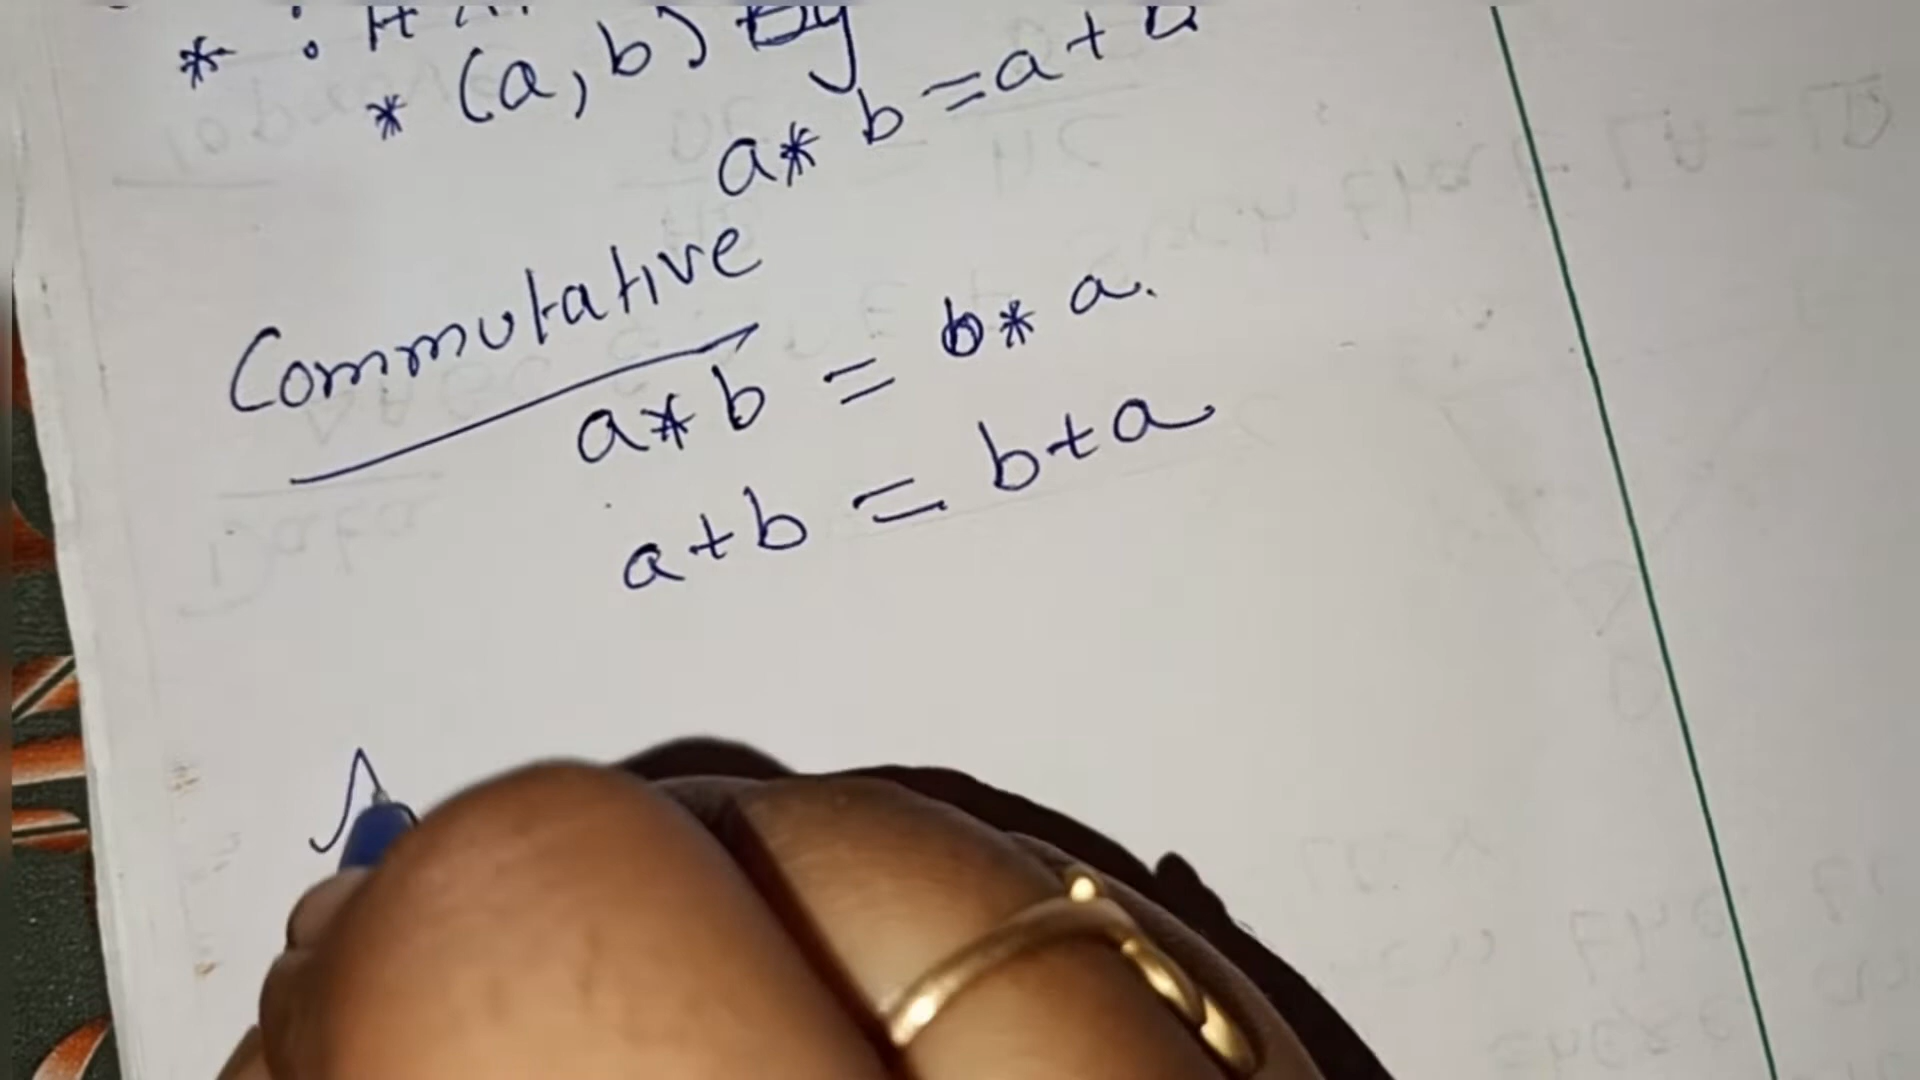 * : A ×
* (a, b) by
a * b = a +
Commutative
a * b = b * a.
a + b = b + a